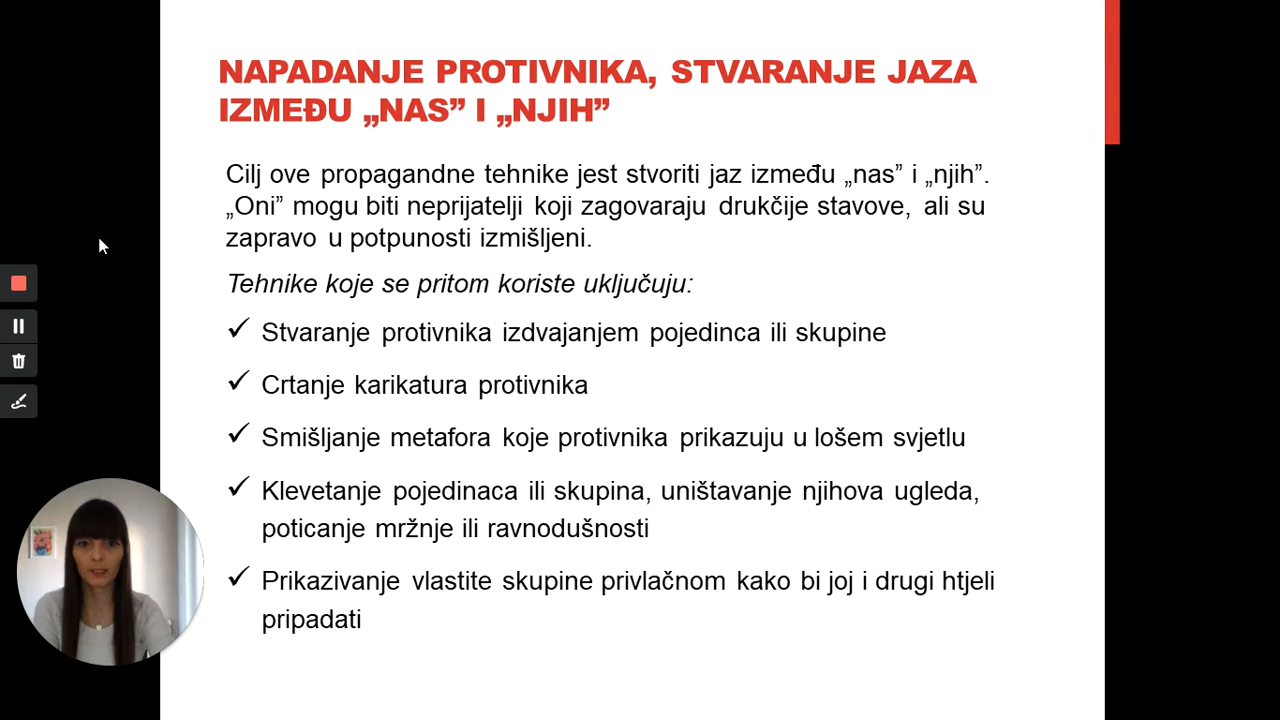 NAPADANJE PROTIVNIKA, STVARANJE JAZA
IZMEĐU „NAS” I „NJIH”
Cilj ove propagandne tehnike jest stvoriti jaz između „nas” i „njih”.
„Oni” mogu biti neprijatelji koji zagovaraju drukčije stavove, ali su
zapravo u potpunosti izmišljeni.
Tehnike koje se pritom koriste uključuju:
Stvaranje protivnika izdvajanjem pojedinca ili skupine
Crtanje karikatura protivnika
Smišljanje metafora koje protivnika prikazuju u lošem svjetlu
Klevetanje pojedinaca ili skupina, uništavanje njihova ugleda,
poticanje mržnje ili ravnodušnosti
Prikazivanje vlastite skupine privlačnom kako bi joj i drugi htjeli
pripadati